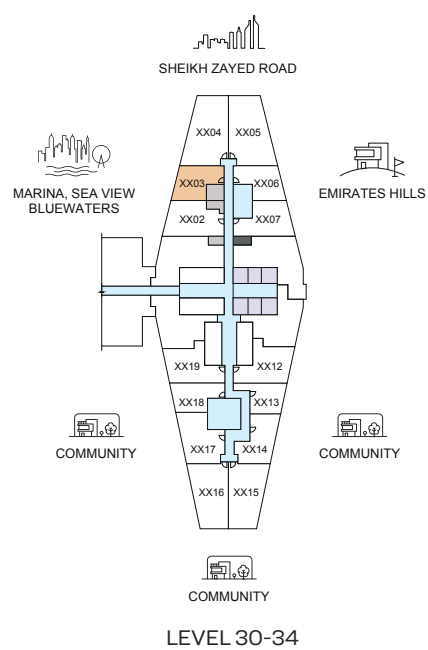 SHEIKH ZAYED ROAD
XX04 XX05
XX03 XX06
MARINA, SEA VIEW
BLUEWATERS
EMIRATES HILLS
XX02 XX07
XX19 XX12
XX18 XX13
COMMUNITY
XX17 XX14
COMMUNITY
XX16 XX15
COMMUNITY
LEVEL 30-34